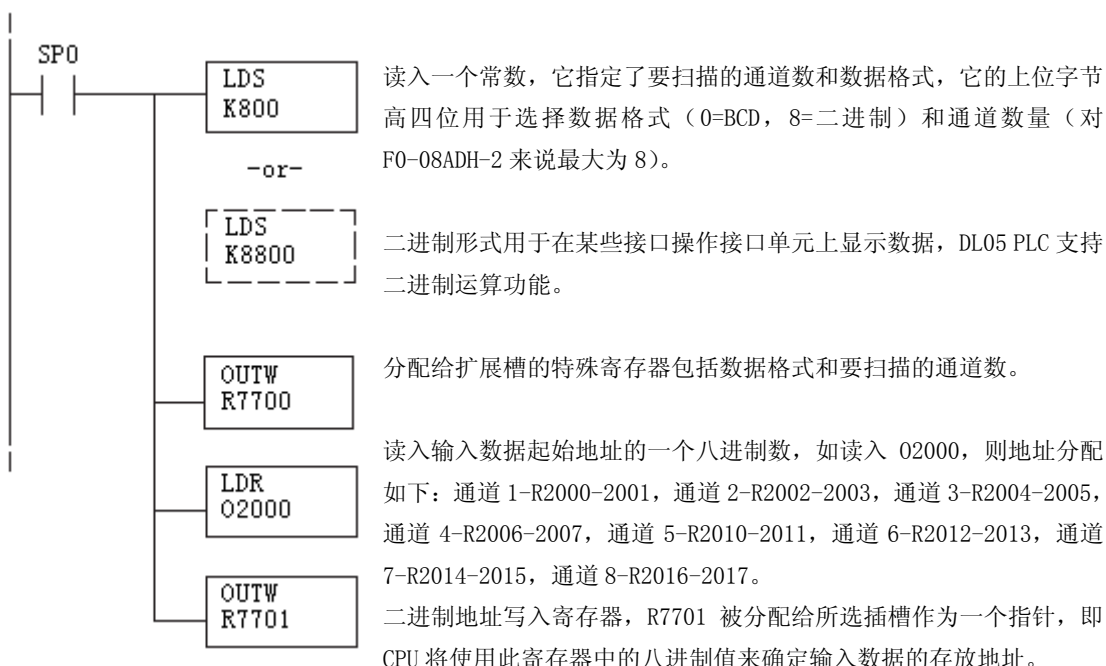 SP0
LDS
K800
读入一个常数，它指定了要扫描的通道数和数据格式，它的上位字节
高四位用于选择数据格式（0=BCD，8=二进制）和通道数量（对
F0-08ADH-2 来说最大为 8）。
-or-
LDS
K8800
二进制形式用于在某些接口操作接口单元上显示数据，DL05 PLC 支持
二进制运算功能。
OUTW
R7700
分配给扩展槽的特殊寄存器包括数据格式和要扫描的通道数。
LDR
O2000
读入输入数据起始地址的一个八进制数，如读入 O2000，则地址分配
如下：通道 1-R2000-2001，通道 2-R2002-2003，通道 3-R2004-2005，
通道 4-R2006-2007，通道 5-R2010-2011，通道 6-R2012-2013，通道
7-R2014-2015，通道 8-R2016-2017。
OUTW
R7701
二进制地址写入寄存器，R7701 被分配给所选插槽作为一个指针，即
CPU 将使用此寄存器中的八进制值来确定输入数据的存放地址。